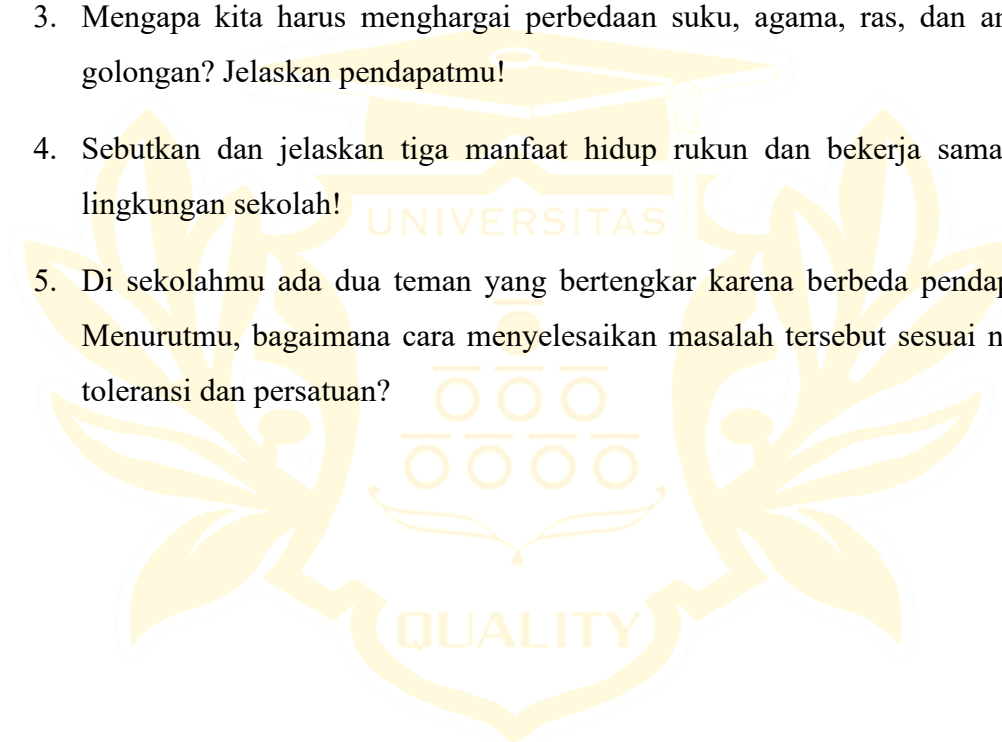 3. Mengapa kita harus menghargai perbedaan suku, agama, ras, dan
golongan? Jelaskan pendapatmu!
4. Sebutkan dan jelaskan tiga manfaat hidup rukun dan bekerja sama
lingkungan sekolah!
UNIVERSITAS
5. Di sekolahmu ada dua teman yang bertengkar karena berbeda
Menurutmu, bagaimana cara menyelesaikan masalah tersebut sesuai
toleransi dan persatuan?
QUALITY